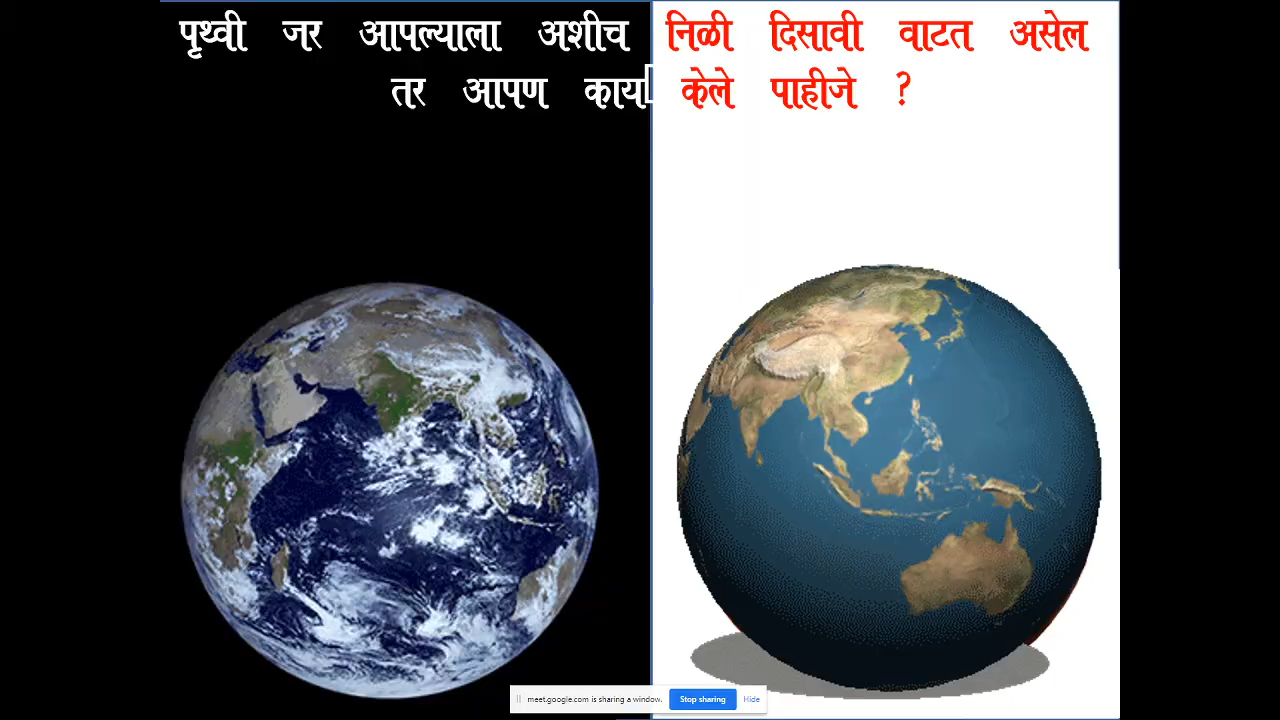 पृथ्वी जर आपल्याला अशीच निळी दिसावी वाटत असेल
तर आपण काय केले पाहीजे ?
meet.google.com is sharing a window. Stop sharing Hide